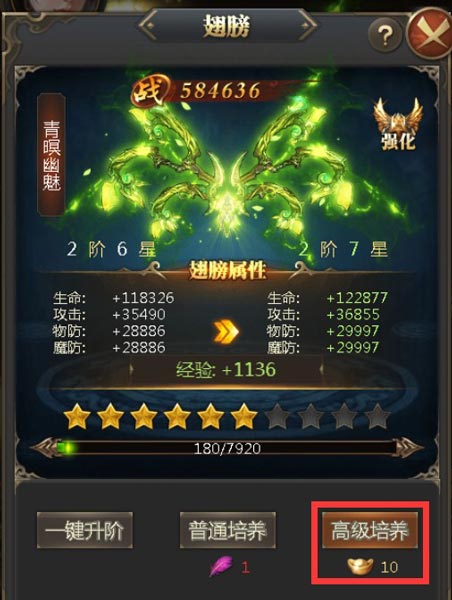 翅膀
?
战 584636
强化
青暝幽魅
2 阶 6 星
2 阶 7 星
翅膀属性
生命: +118326
生命: +122877
攻击: +35490
攻击: +36855
物防: +28886
物防: +29997
魔防: +28886
魔防: +29997
经验: +1136
180/7920
一键升阶
普通培养
高级培养
1
10